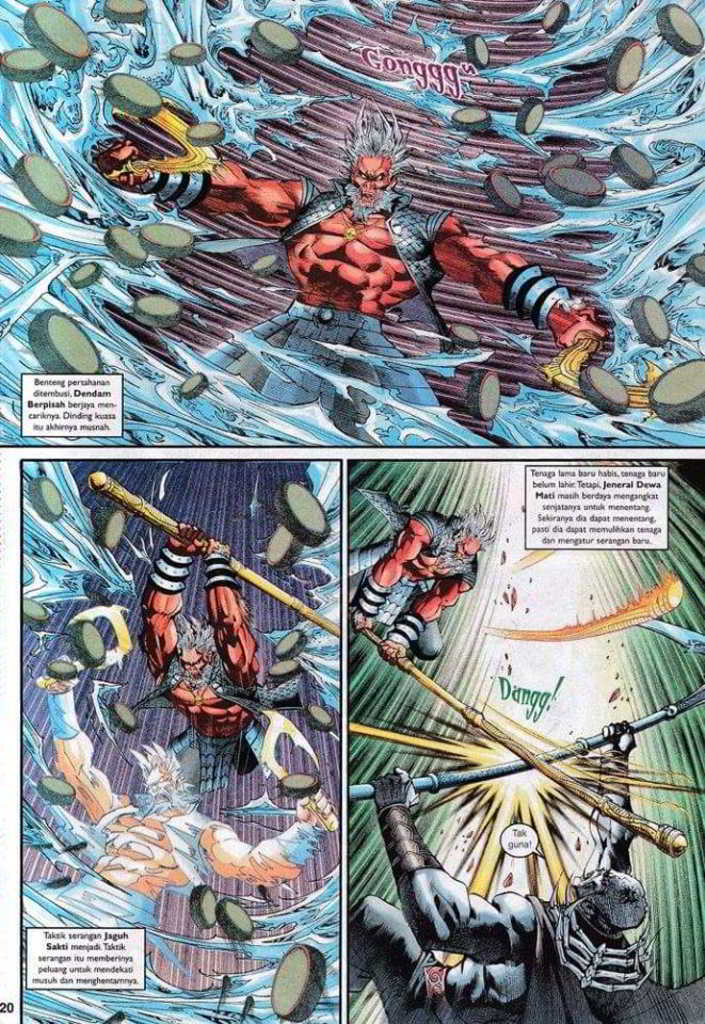 Gonggg
Benteng pertahanan
ditembusi, Dendam
Berpisah berjaya men-
cariknya. Dinding kuasa
itu akhirnya musnah.
Taktik serangan Jaguh
Sakti menjadi. Taktik
serangan itu memberinya
peluang untuk mendekati
musuh dan menghentamnya.
Tenaga lama baru habis, tenaga baru
belum lahir. Tetapi, Jeneral Dewa
Mati masih berdaya mengangkat
senjatanya untuk menentang.
Sekiranya dia dapat menentang,
pasti dia dapat memulihkan tenaga
dan mengatur serangan baru.
Dangg!
Tak
guna!
20